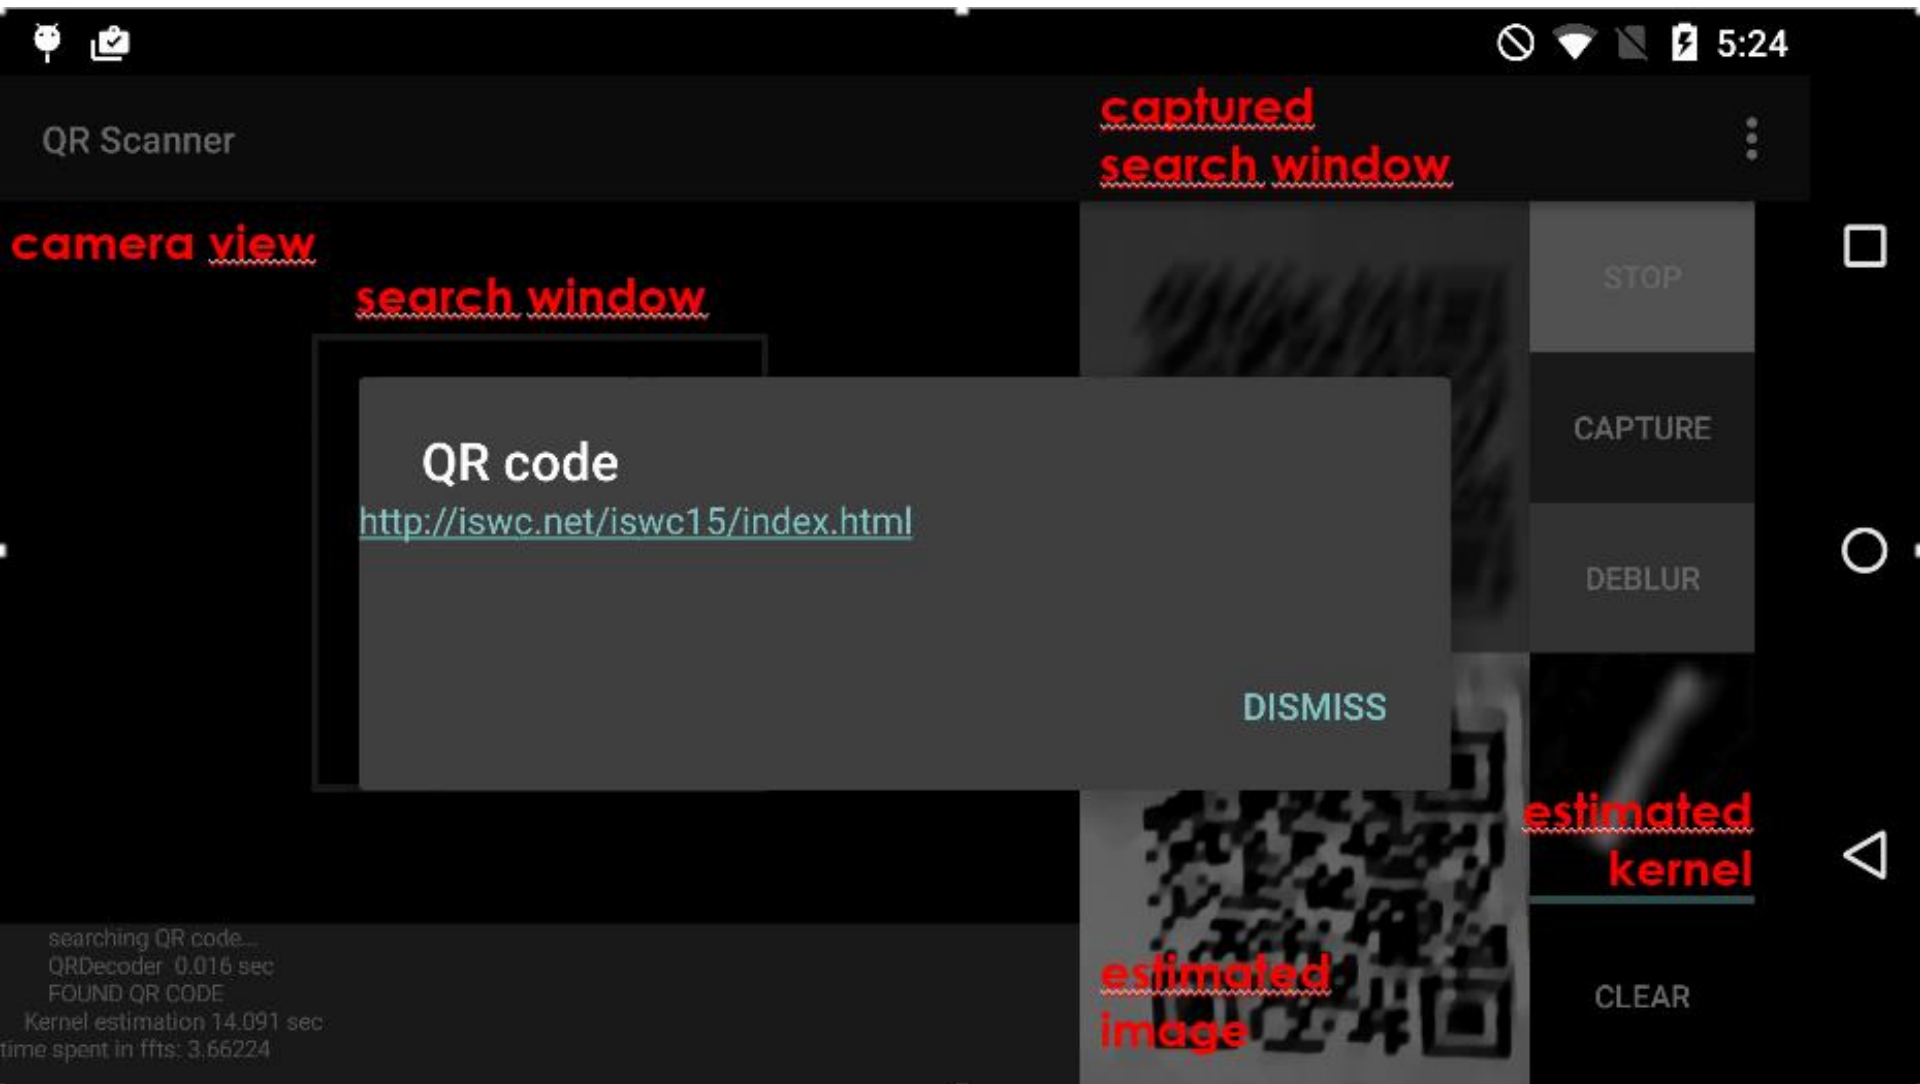 5:24
QR Scanner
captured
search window
camera view
search window
STOP
CAPTURE
DEBLUR
QR code
http://iswc.net/iswc15/index.html
DISMISS
estimated
kernel
searching QR code...
QRDecoder 0.016 sec
FOUND QR CODE
Kernel estimation 14.091 sec
time spent in ffts: 3.66224
estimated
image
CLEAR